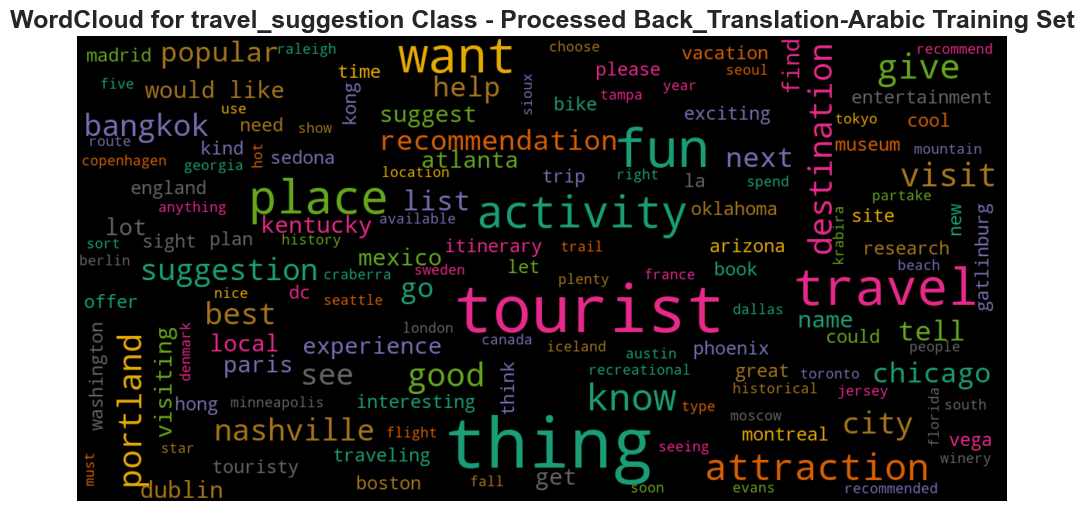 WordCloud for travel_suggestion Class - Processed Back_Translation-Arabic Training Set
madrid popular raleigh want choose vacation find destination give recommend
five time please seoul
would like help kong sioux tampa year entertainment
use bike exciting
bangkok need show suggest fun tokyo cool
route kind recommendation next museum mountain
copenhagen hot sedona atlanta visit
georgia location trip right la spend
england place list activity oklahoma partake
anything kentucky available krabira site new gatlinburg
lot sort sight plan history itinerary trail arizona research
berlin mexico beach
suggestion craberra sweden let plenty france book travel
offer nice dc seattle go tourist
best dallas name
washington denmark local london canada iceland austin phoenix could tell
visiting portland experience people
paris see good think recreational great toronto chicago
hong minneapolis interesting know type historical jersey
moscow florida south
nashville flight thing seeing montreal city vega
star traveling
must touristy attraction winery
dublin boston fall get soon evans recommended